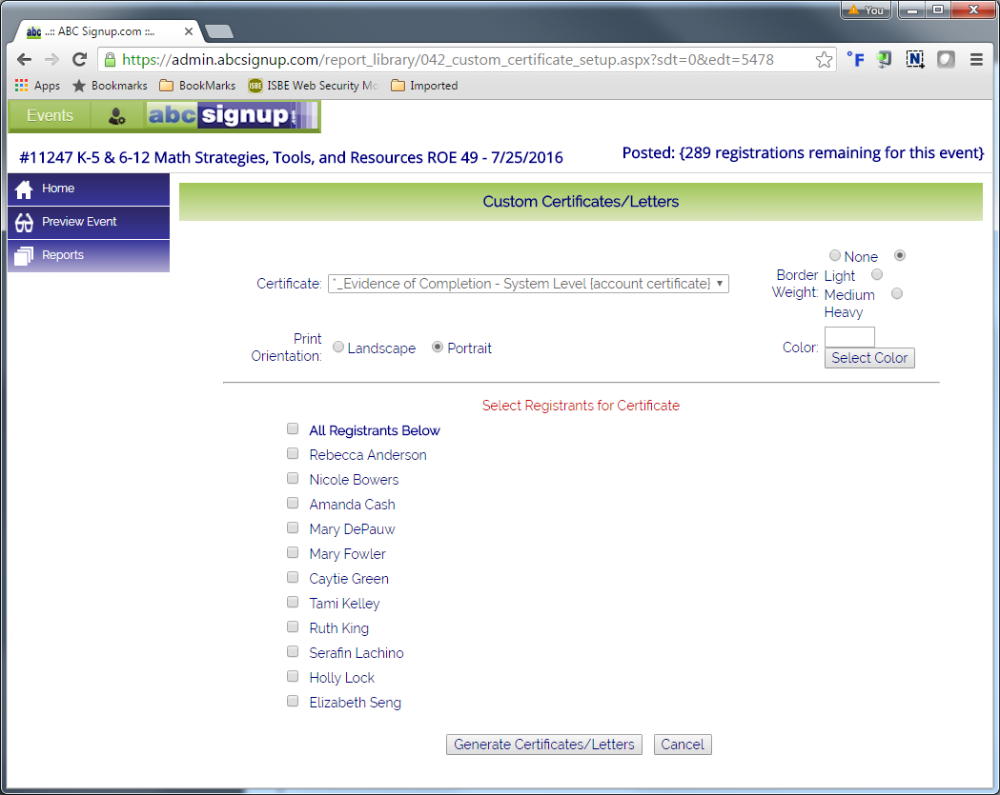 You
abc ..:: ABC Signup.com ::..
https://admin.abcsignup.com/report_library/042_custom_certificate_setup.aspx?sdt=0&edt=5478
°F
N
Apps Bookmarks BookMarks ISBE ISBE Web Security Mo Imported
Events abcsignup
#11247 K-5 & 6-12 Math Strategies, Tools, and Resources ROE 49 - 7/25/2016
Posted: {289 registrations remaining for this event}
Home
Preview Event
Reports
Custom Certificates/Letters
Certificate: *_Evidence of Completion - System Level {account certificate}
Border Weight:
None
Light
Medium
Heavy
Print
Orientation:
Landscape Portrait
Color:
Select Color
Select Registrants for Certificate
All Registrants Below
Rebecca Anderson
Nicole Bowers
Amanda Cash
Mary DePauw
Mary Fowler
Caytie Green
Tami Kelley
Ruth King
Serafin Lachino
Holly Lock
Elizabeth Seng
Generate Certificates/Letters Cancel